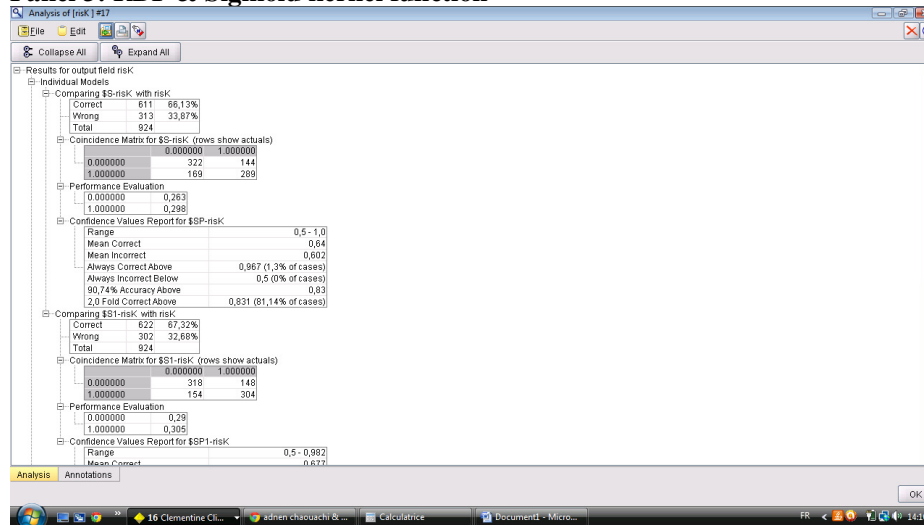 Analysis of [risK ] #17
File Edit
Collapse All Expand All
Results for output field risK
Individual Models
Comparing $S-risK with risK
Correct 611 66,13%
Wrong 313 33,87%
Total 924
Coincidence Matrix for $S-risK (rows show actuals)
0.000000 1.000000
0.000000 322 144
1.000000 169 289
Performance Evaluation
0.000000 0,263
1.000000 0,298
Confidence Values Report for $SP-risK
Range 0,5 - 1,0
Mean Correct 0,64
Mean Incorrect 0,602
Always Correct Above 0,967 (1,3% of cases)
Always Incorrect Below 0,5 (0% of cases)
90,74% Accuracy Above 0,83
2,0 Fold Correct Above 0,831 (81,14% of cases)
Comparing $S1-risK with risK
Correct 622 67,32%
Wrong 302 32,68%
Total 924
Coincidence Matrix for $S1-risK (rows show actuals)
0.000000 1.000000
0.000000 318 148
1.000000 154 304
Performance Evaluation
0.000000 0,29
1.000000 0,305
Confidence Values Report for $SP1-risK
Range 0,5 - 0,982
Mean Correct 0,677
Analysis Annotations
OK
16 Clementine Cli... adnen chaouachi & ... Calculatrice Document1 - Micro... FR